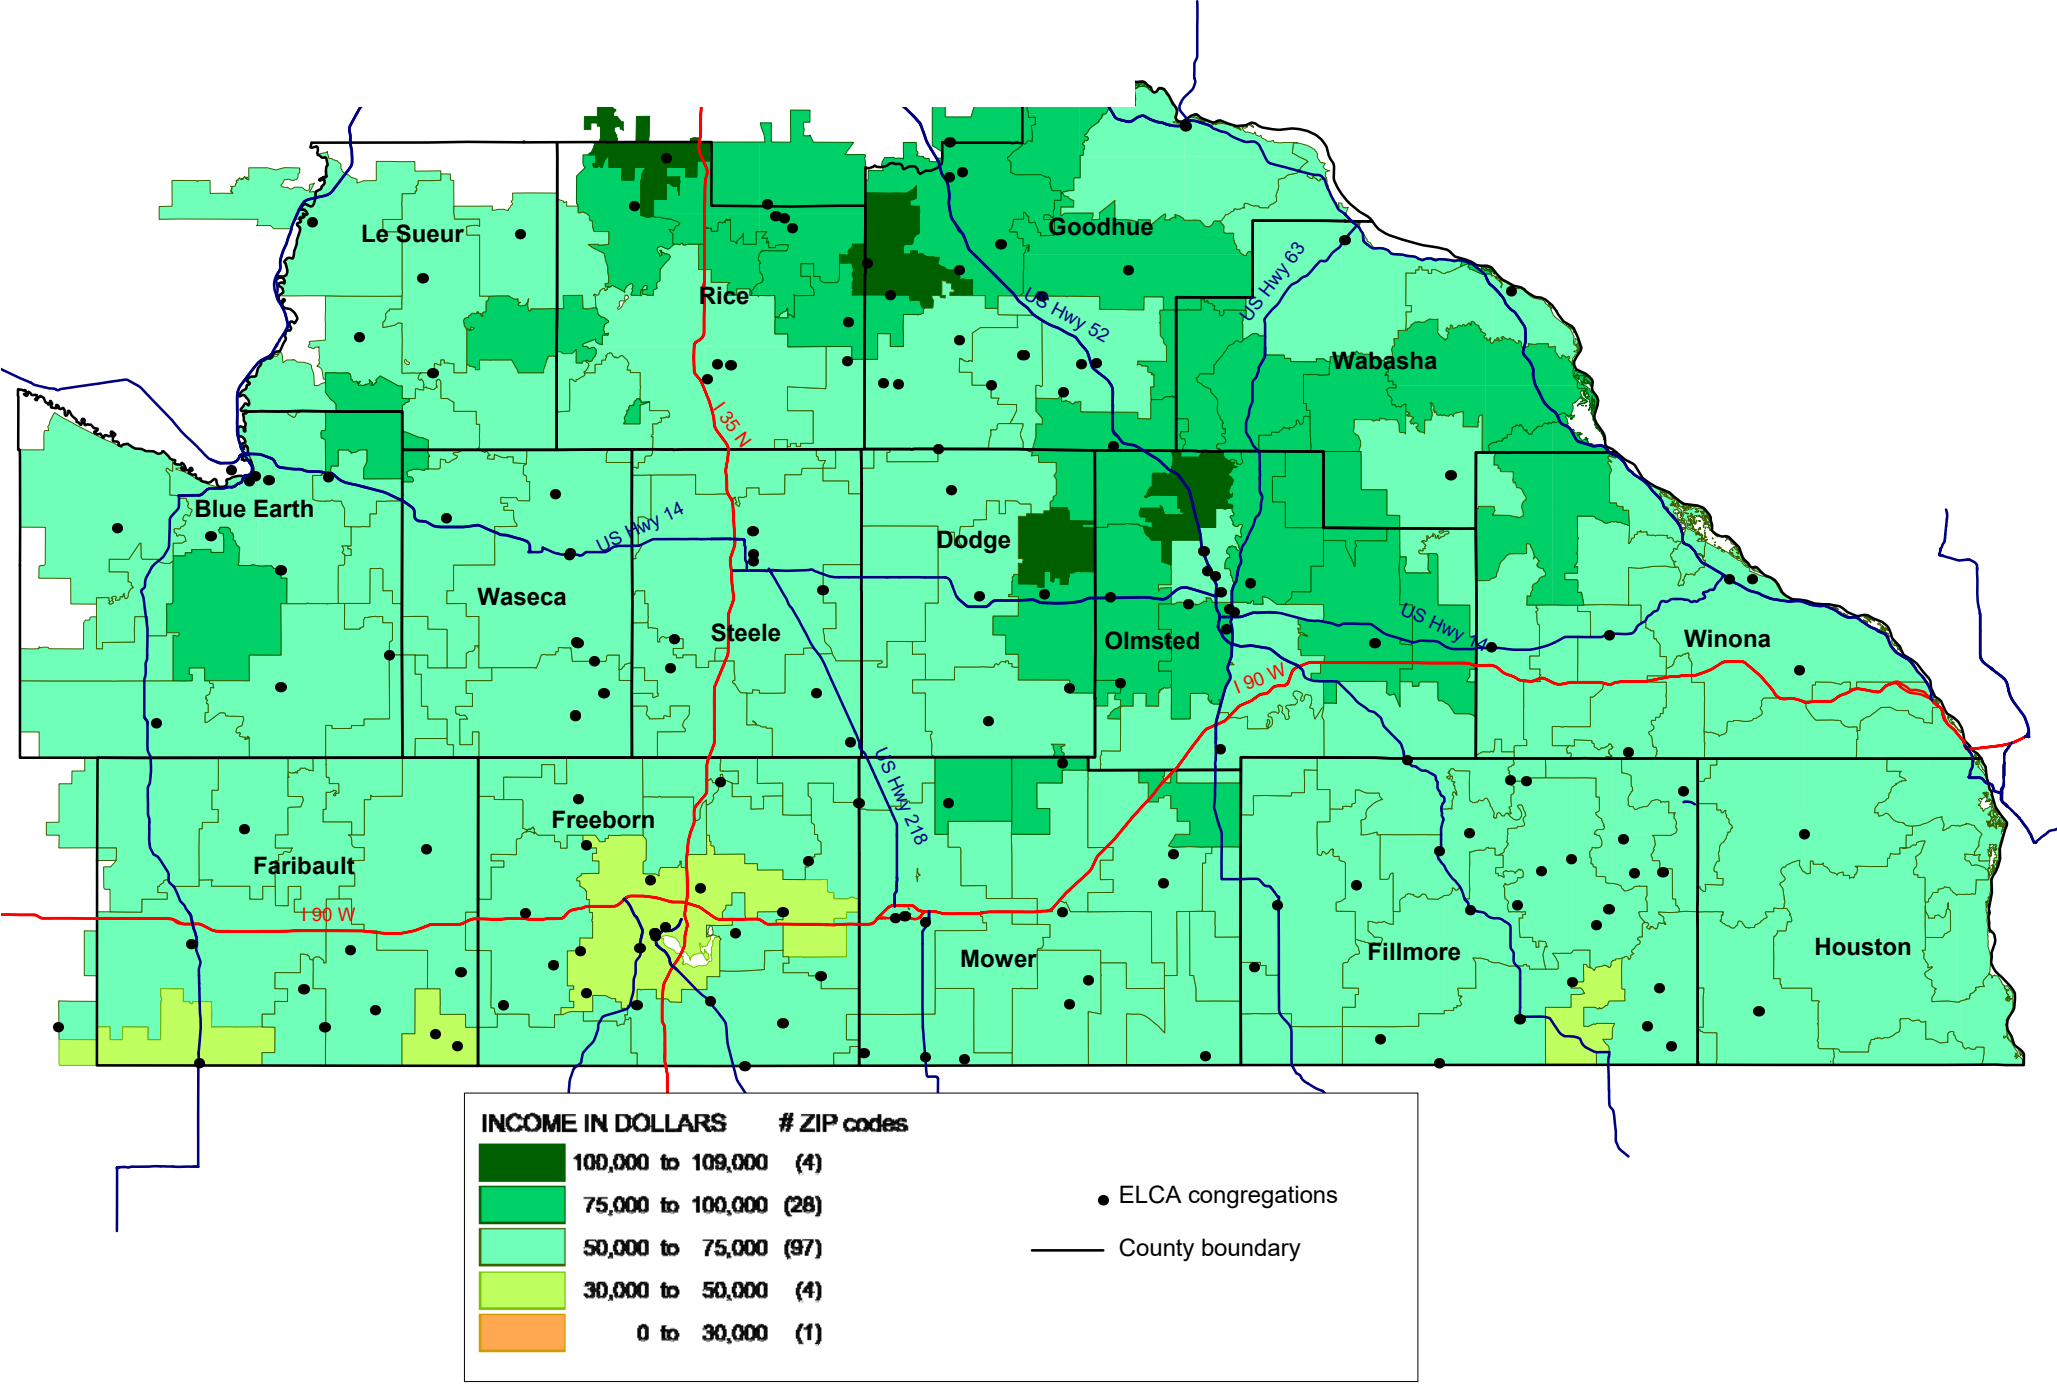 Goodhue
Le Sueur
US Hwy 63
Rice
US Hwy 52
Wabasha
I 35 N
Blue Earth
US Hwy 14
Dodge
Waseca
Steele
Olmsted
US Hwy 14
Winona
I 90 W
US Hwy 218
Freeborn
Faribault
I 90 W
Mower
Fillmore
Houston
INCOME IN DOLLARS # ZIP codes
100,000 to 109,000 (4)
75,000 to 100,000 (28)
50,000 to 75,000 (97)
30,000 to 50,000 (4)
0 to 30,000 (1)
ELCA congregations
County boundary